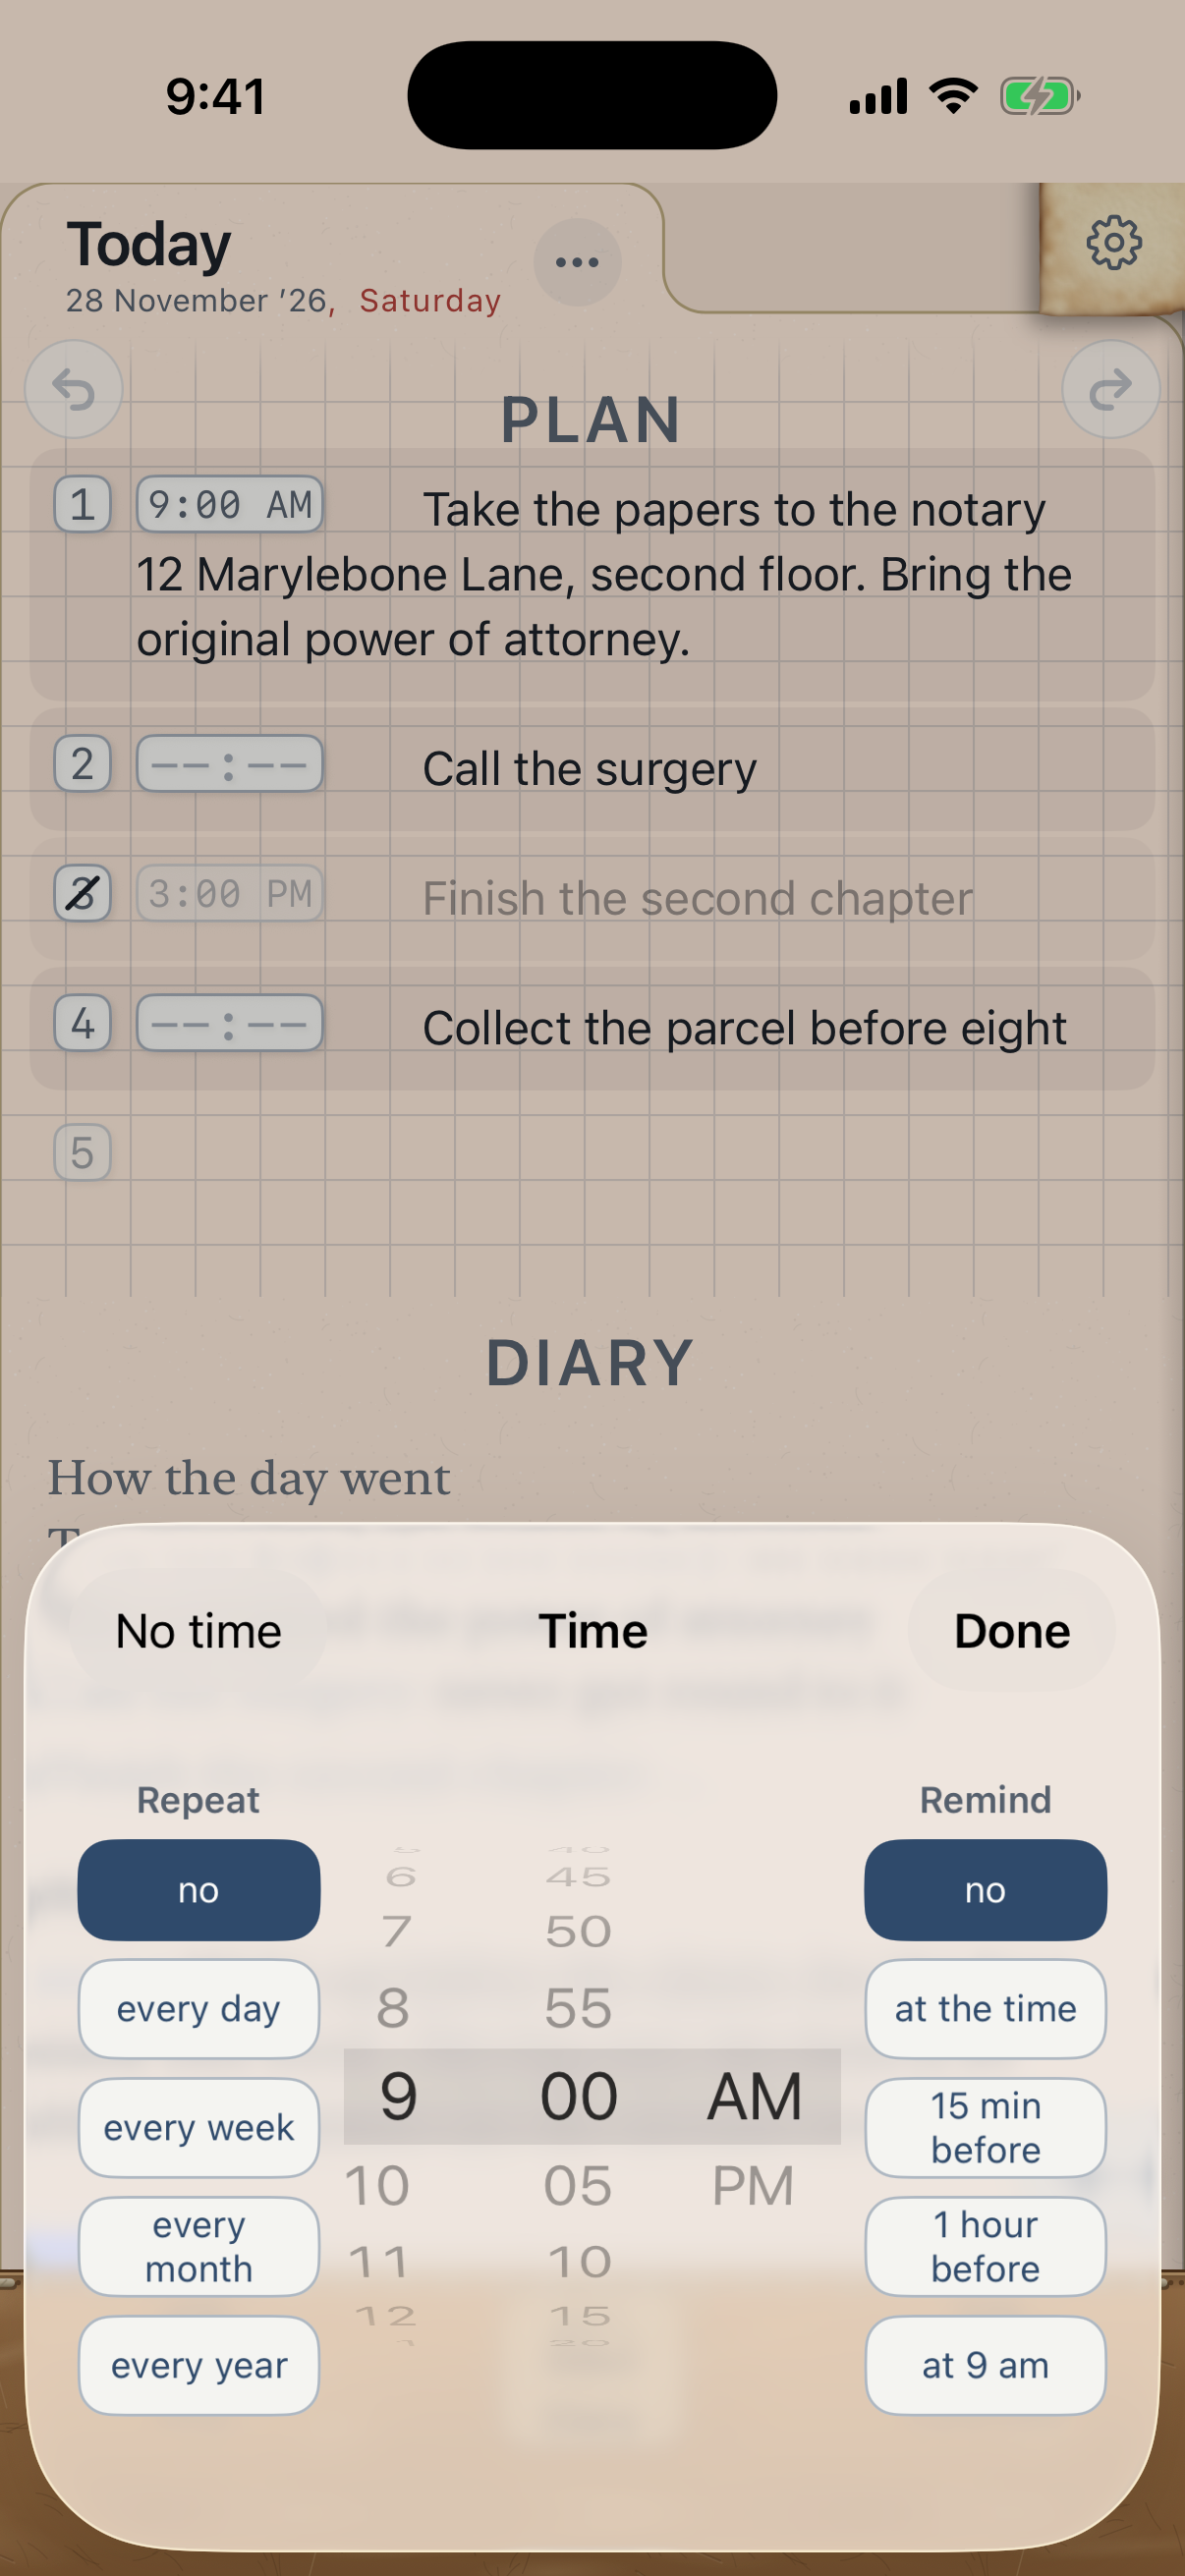 9:41
Today
28 November ’26, Saturday
PLAN
1 9:00 AM Take the papers to the notary
12 Marylebone Lane, second floor. Bring the
original power of attorney.
2 --:-- Call the surgery
3 3:00 PM Finish the second chapter
4 --:-- Collect the parcel before eight
5
DIARY
How the day went
No time Time Done
Repeat
no
every day
every week
every
month
every year
6 45
7 50
8 55
9 00 AM
10 05 PM
11 10
12 15
1 20
Remind
no
at the time
15 min
before
1 hour
before
at 9 am